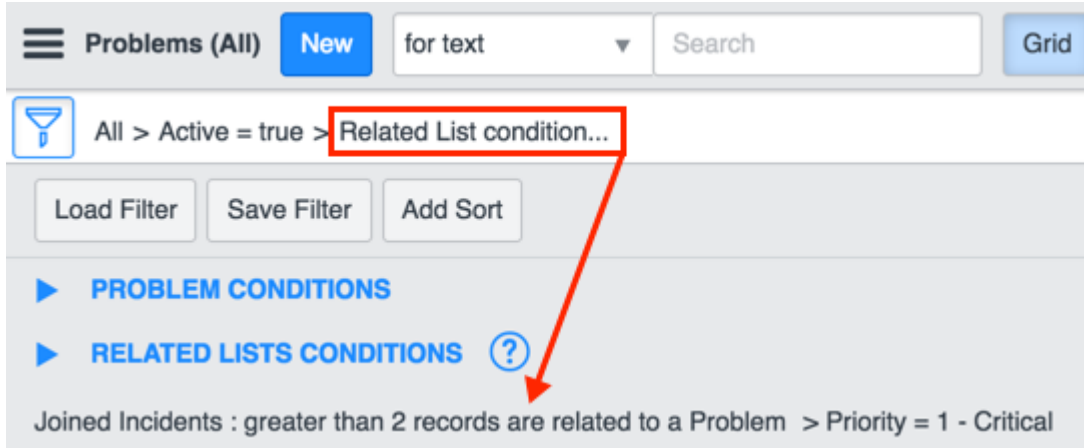 Problems (All) New for text Search Grid
All > Active = true > Related List condition...
Load Filter Save Filter Add Sort
PROBLEM CONDITIONS
RELATED LISTS CONDITIONS ?
Joined Incidents : greater than 2 records are related to a Problem > Priority = 1 - Critical